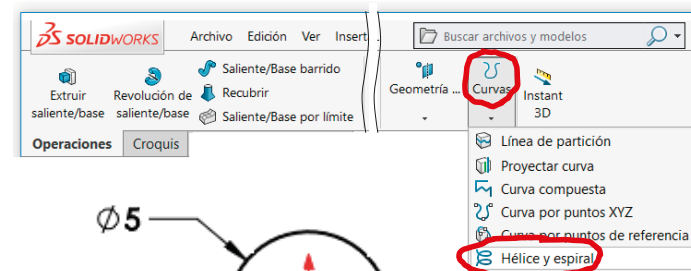 SOLIDWORKS
Archivo Edición Ver Insert
Buscar archivos y modelos
Extruir saliente/base
Revolución de saliente/base
Saliente/Base barrido
Recubrir
Saliente/Base por límite
Geometría ...
Curvas
Instant 3D
Operaciones Croquis
Línea de partición
Proyectar curva
Curva compuesta
Curva por puntos XYZ
Curva por puntos de referencia
Hélice y espiral
Ø5